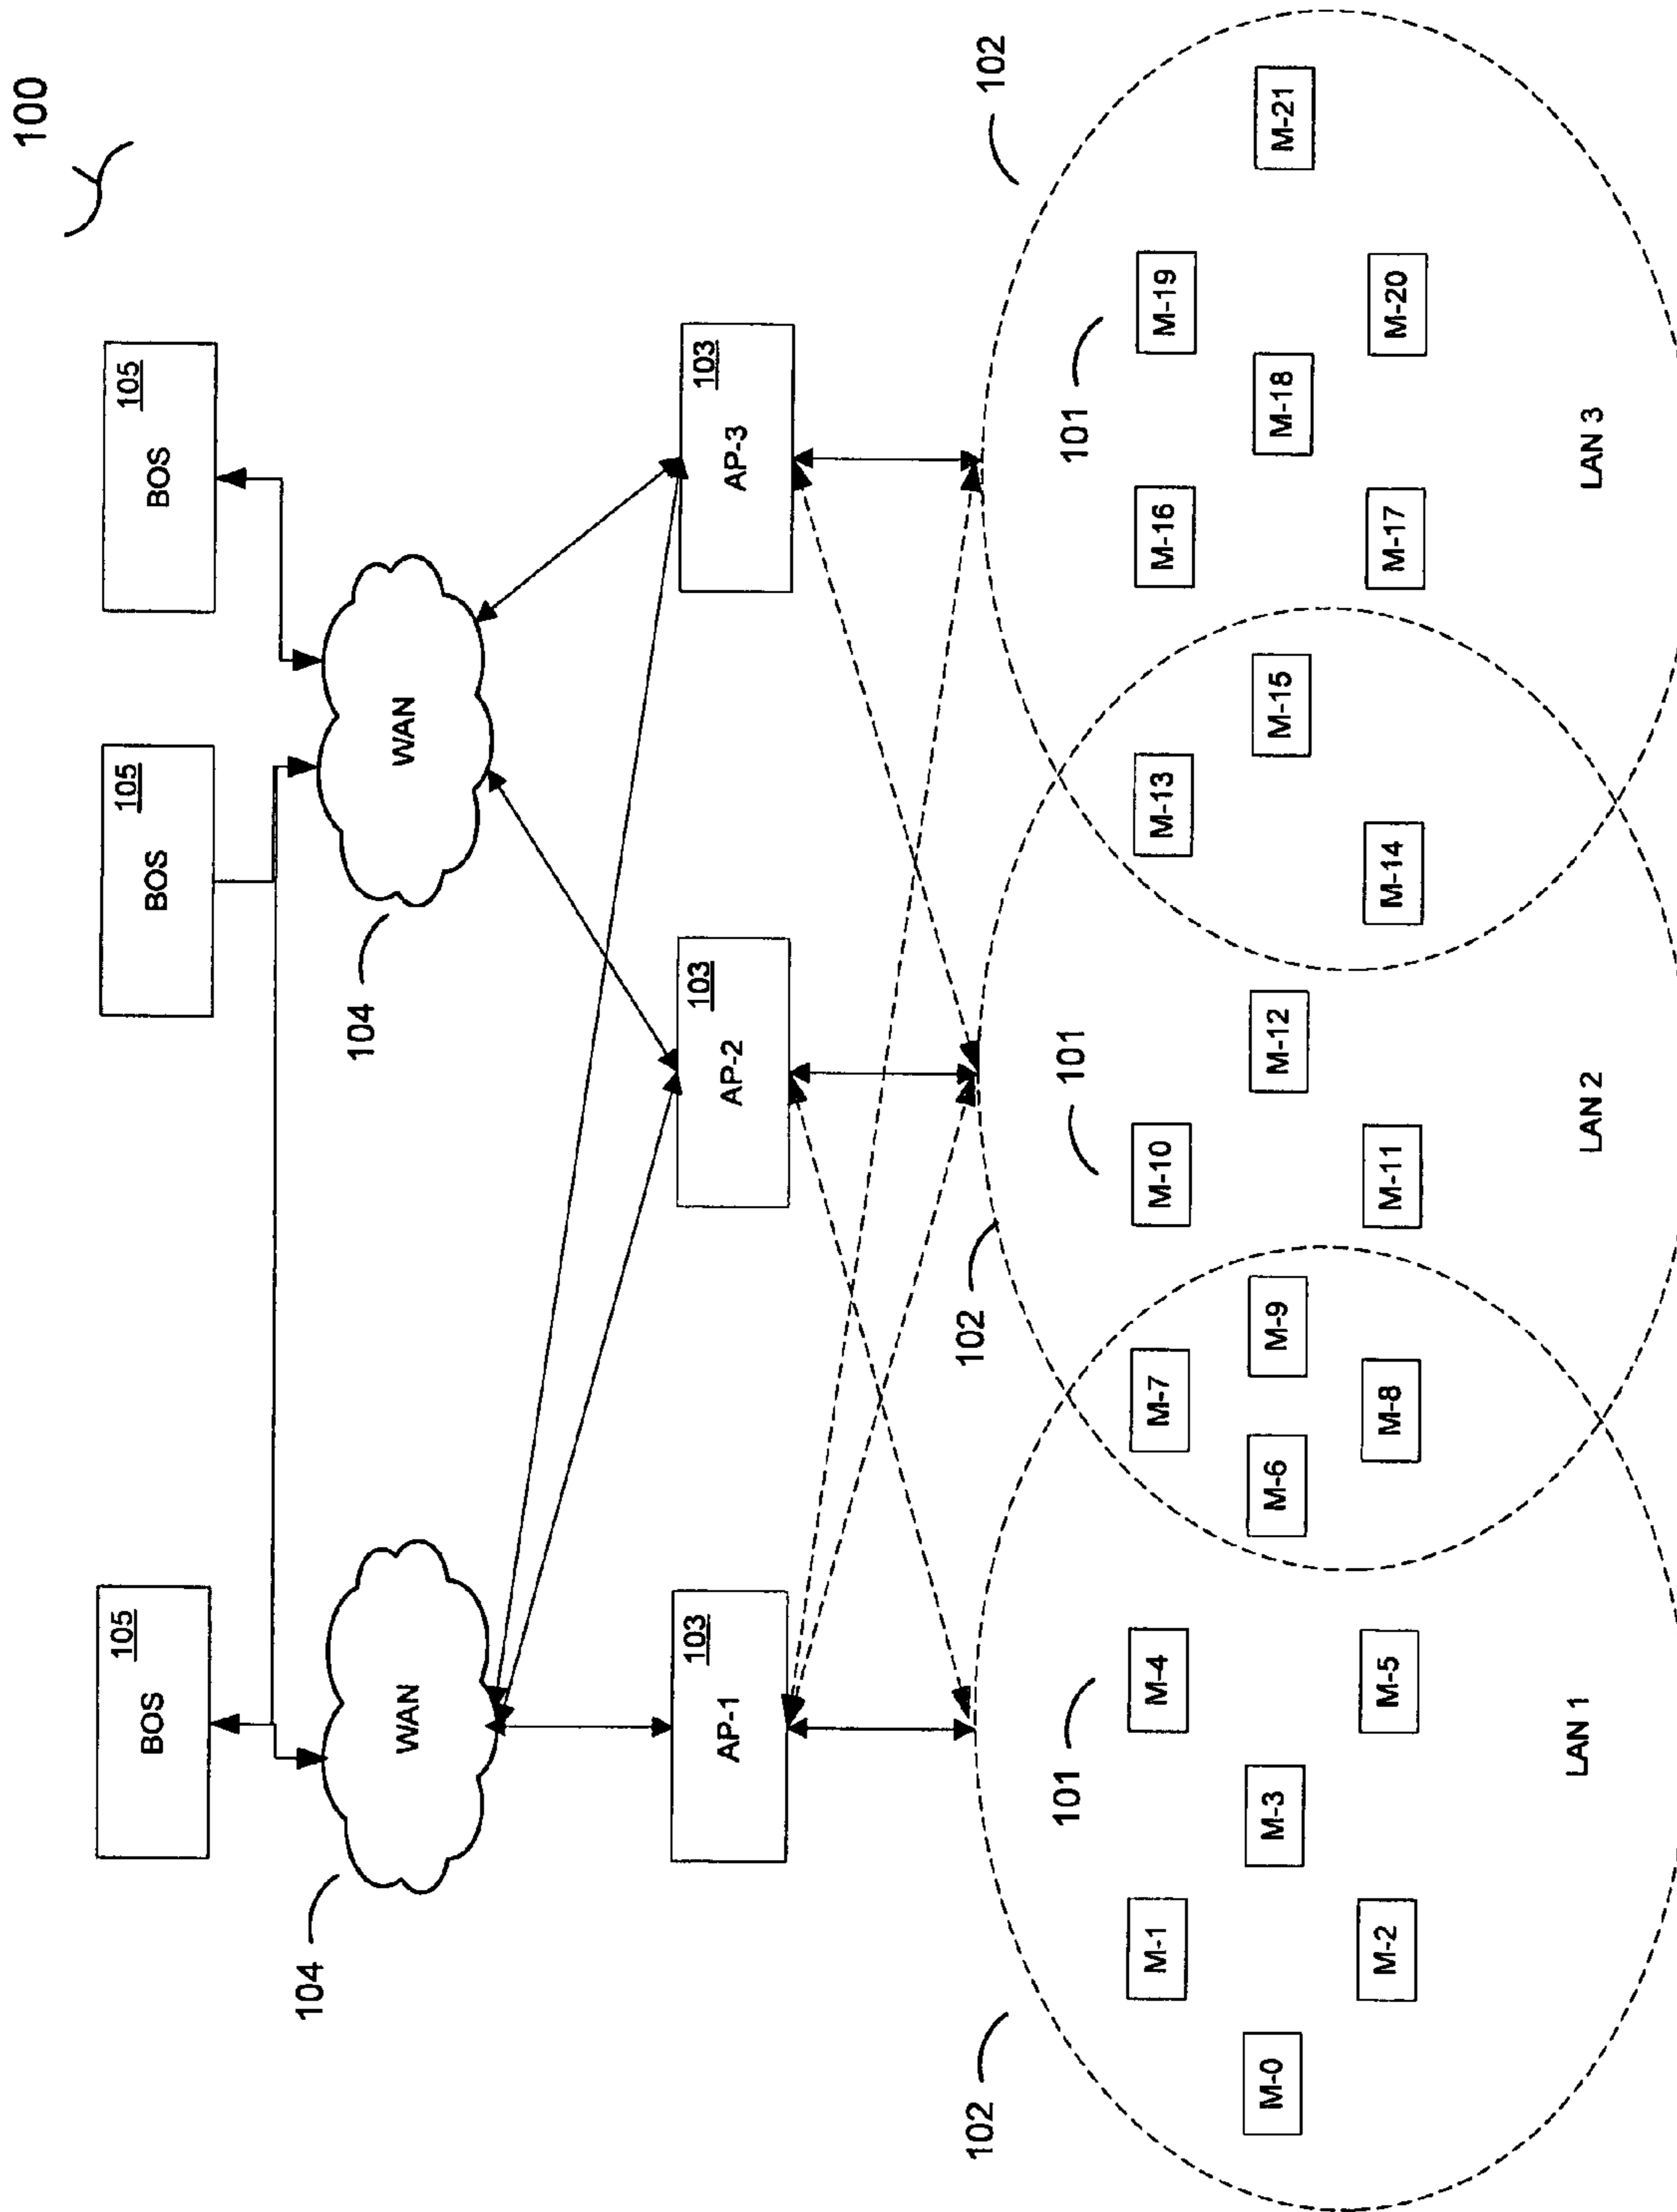 100
BOS 105
BOS 105
BOS 105
104
WAN
104
WAN
AP-1 103
AP-2 103
AP-3 103
102
102
102
101
101
101
M-1
M-4
M-7
M-10
M-13
M-16
M-19
M-0
M-3
M-6
M-9
M-12
M-15
M-18
M-21
M-2
M-5
M-8
M-11
M-14
M-17
M-20
LAN 1
LAN 2
LAN 3